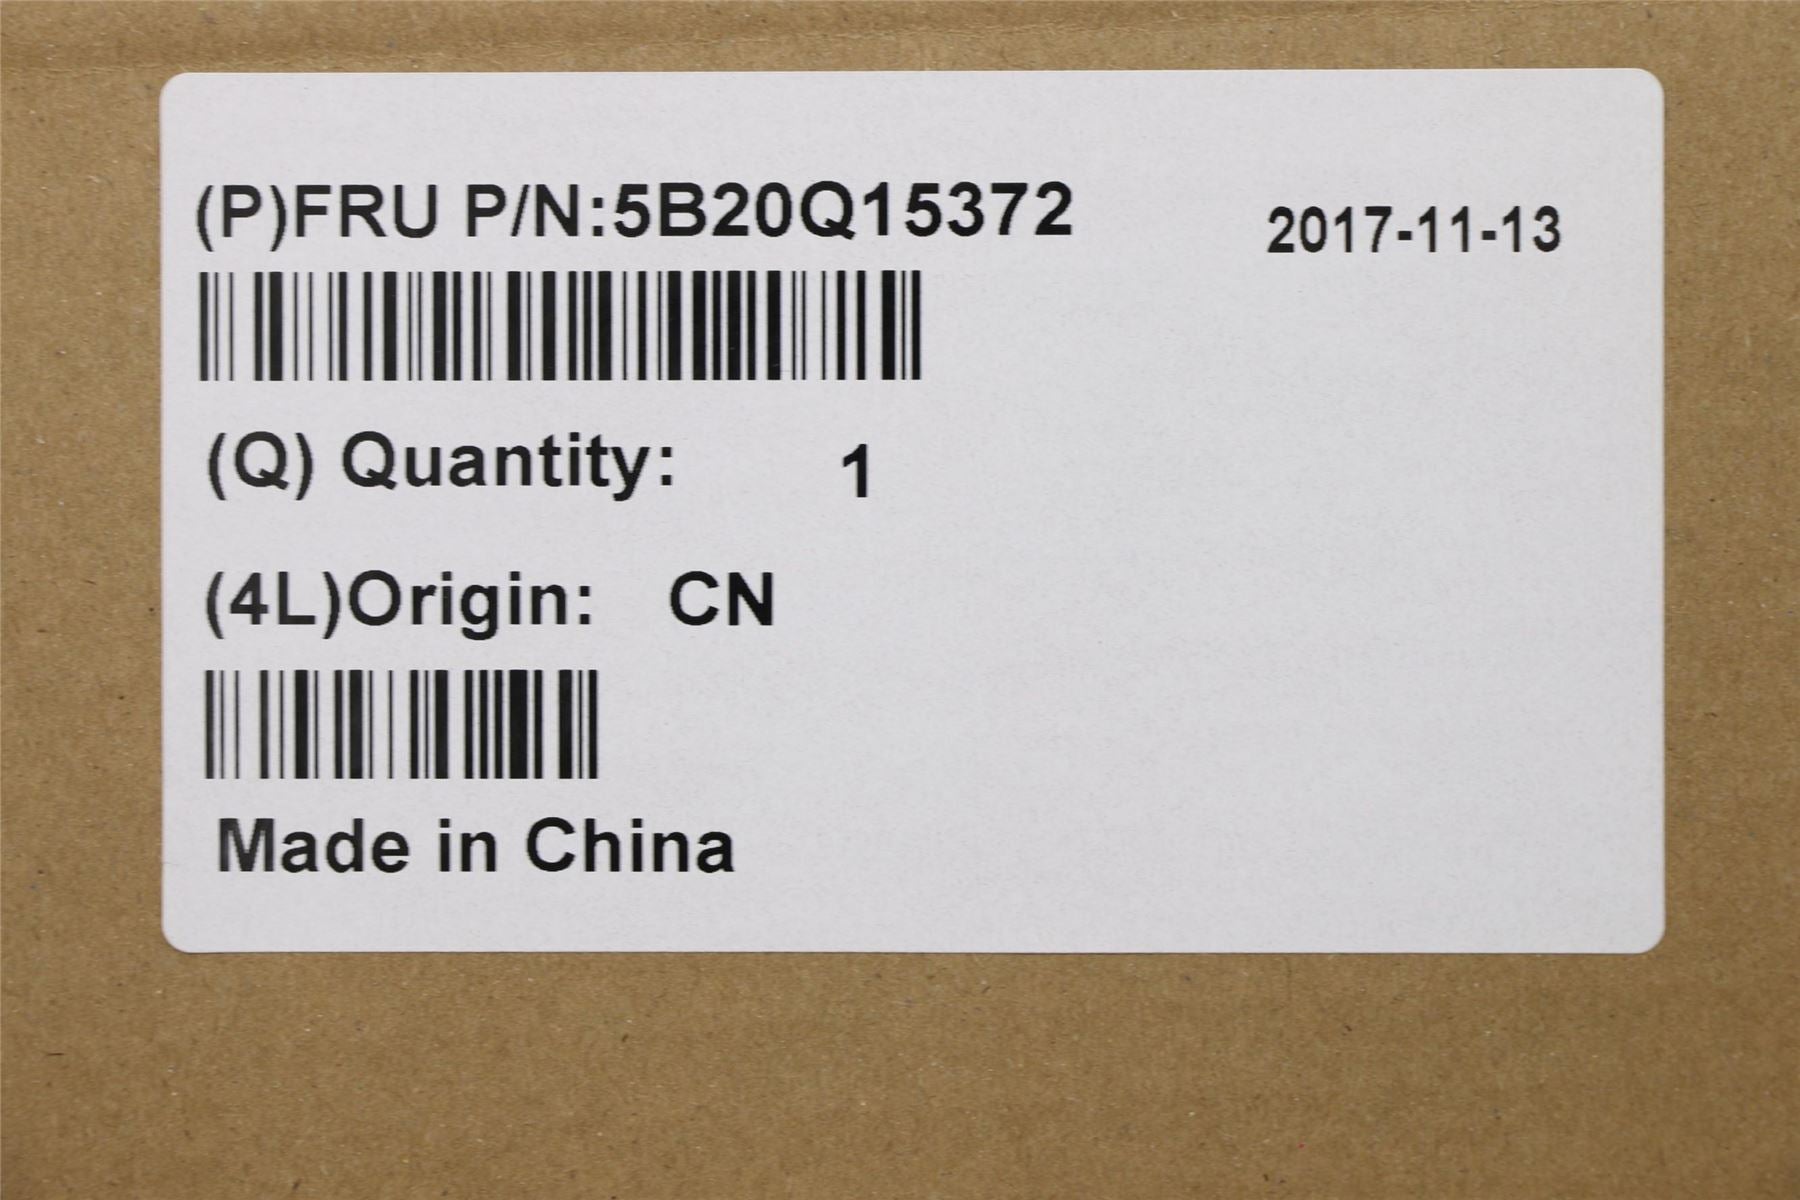 (P)FRU P/N:5B20Q15372
2017-11-13
(Q) Quantity: 1
(4L)Origin: CN
Made in China